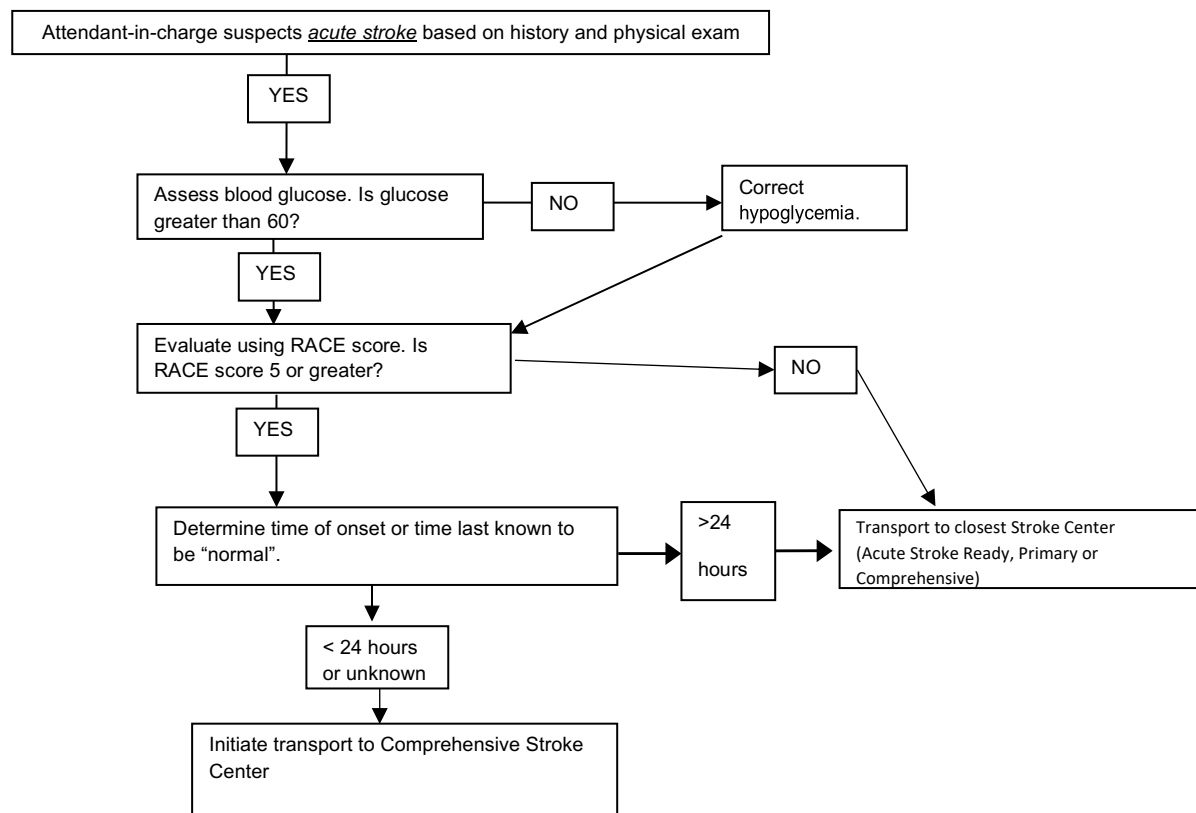 Attendant-in-charge suspects acute stroke based on history and physical exam
YES
Assess blood glucose. Is glucose
greater than 60?
NO
Correct
hypoglycemia.
YES
Evaluate using RACE score. Is
RACE score 5 or greater?
NO
YES
Determine time of onset or time last known to
be “normal”.
>24
hours
Transport to closest Stroke Center
(Acute Stroke Ready, Primary or
Comprehensive)
< 24 hours
or unknown
Initiate transport to Comprehensive Stroke
Center